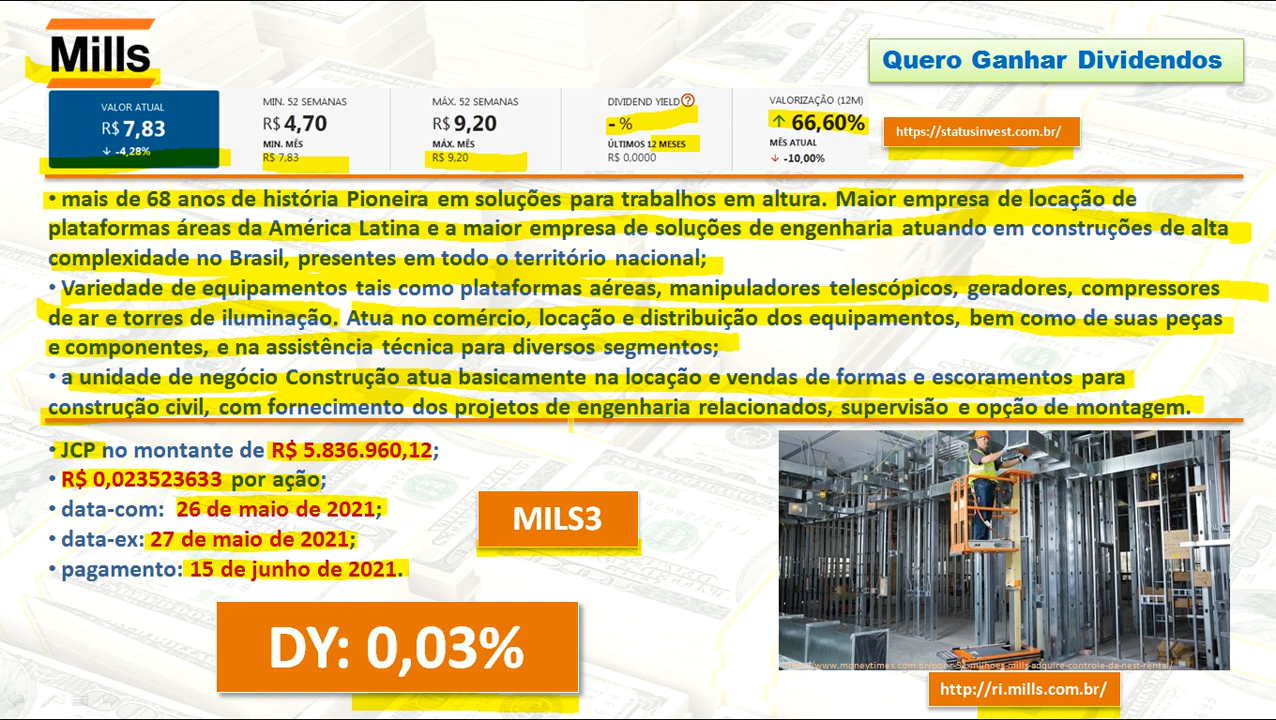 Mills
Quero Ganhar Dividendos
VALOR ATUAL
R$ 7,83
↓ -4,28%
MIN. 52 SEMANAS
R$ 4,70
MIN. MÊS
R$ 7,83
MÁX. 52 SEMANAS
R$ 9,20
MÁX. MÊS
R$ 9,20
DIVIDEND YIELD ?
- %
ÚLTIMOS 12 MESES
R$ 0,0000
VALORIZAÇÃO (12M)
↑ 66,60%
MÊS ATUAL
↓ -10,00%
https://statusinvest.com.br/
• mais de 68 anos de história Pioneira em soluções para trabalhos em altura. Maior empresa de locação de
plataformas áreas da América Latina e a maior empresa de soluções de engenharia atuando em construções de alta
complexidade no Brasil, presentes em todo o território nacional;
• Variedade de equipamentos tais como plataformas aéreas, manipuladores telescópicos, geradores, compressores
de ar e torres de iluminação. Atua no comércio, locação e distribuição dos equipamentos, bem como de suas peças
e componentes, e na assistência técnica para diversos segmentos;
• a unidade de negócio Construção atua basicamente na locação e vendas de formas e escoramentos para
construção civil, com fornecimento dos projetos de engenharia relacionados, supervisão e opção de montagem.
• JCP no montante de R$ 5.836.960,12;
• R$ 0,023523633 por ação;
• data-com: 26 de maio de 2021;
• data-ex: 27 de maio de 2021;
• pagamento: 15 de junho de 2021.
MILS3
DY: 0,03%
http://ri.mills.com.br/